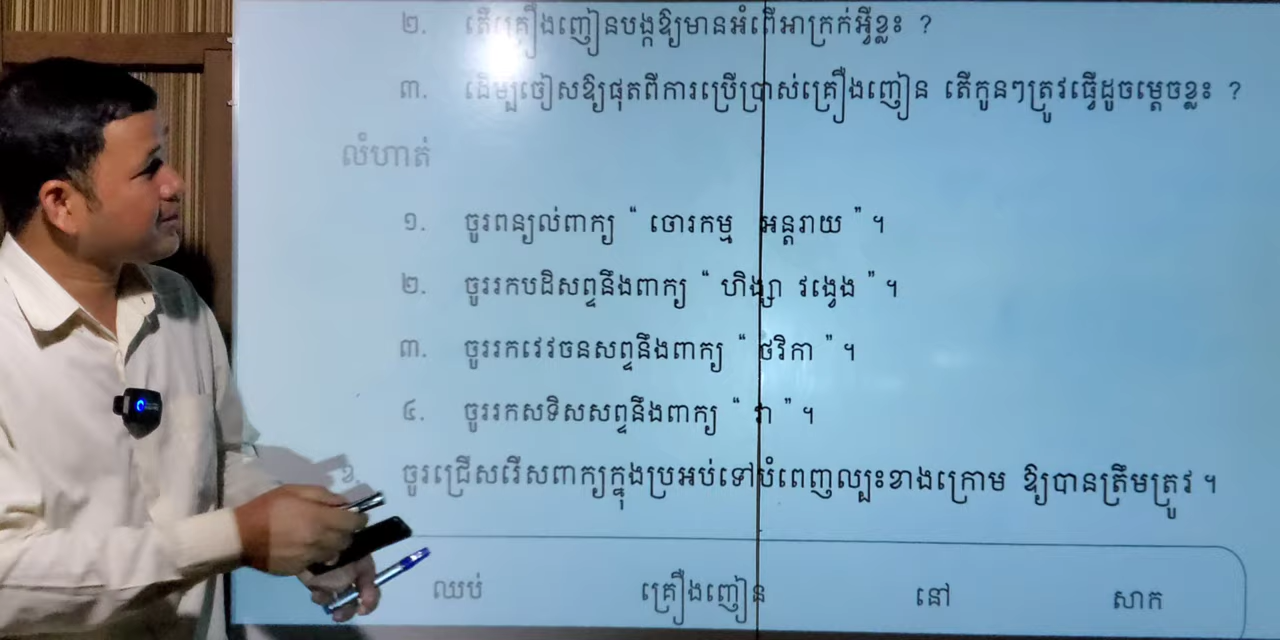 ២. តើគ្រឿងញៀនបង្កឱ្យមានអំពើអាក្រក់អ្វីខ្លះ ?
៣. ដើម្បីចៀសឱ្យផុតពីការប្រើប្រាស់គ្រឿងញៀន តើកូនៗត្រូវធ្វើដូចម្ដេចខ្លះ ?
លំហាត់
១. ចូរពន្យល់ពាក្យ “ ចោរកម្ម អន្តរាយ ” ។
២. ចូររកបដិសព្ទនឹងពាក្យ “ ហិង្សា វង្វេង ” ។
៣. ចូររកវេវចនសព្ទនឹងពាក្យ “ ថវិកា ” ។
៤. ចូររកសទិសសព្ទនឹងពាក្យ “ វា ” ។
ខ. ចូរជ្រើសរើសពាក្យក្នុងប្រអប់ទៅបំពេញល្បះខាងក្រោម ឱ្យបានត្រឹមត្រូវ ។
ឈប់ គ្រឿងញៀន នៅ សាក